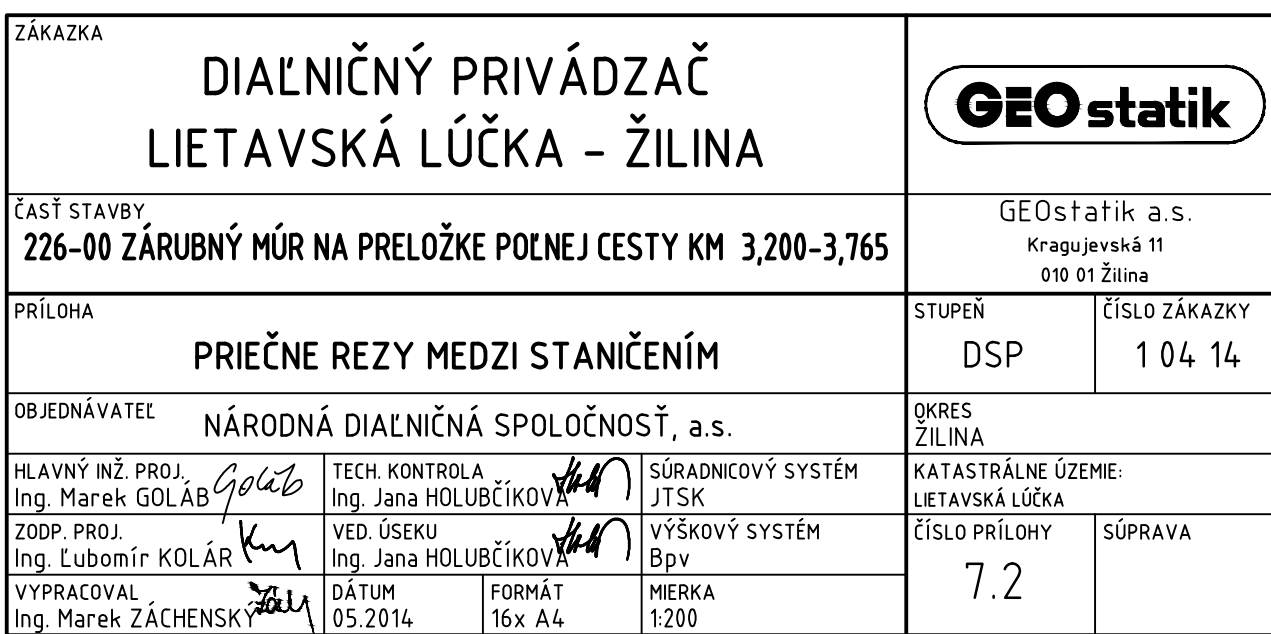 ZÁKAZKA
DIAĽNIČNÝ PRIVÁDZAČ
LIETAVSKÁ LÚČKA - ŽILINA
GEOstatik
ČASŤ STAVBY
226-00 ZÁRUBNÝ MÚR NA PRELOŽKE POĽNEJ CESTY KM 3,200-3,765
GEOstatik a.s.
Kragujevská 11
010 01 Žilina
PRÍLOHA
PRIEČNE REZY MEDZI STANIČENÍM
STUPEŇ
DSP
ČÍSLO ZÁKAZKY
1 04 14
OBJEDNÁVATEĽ
NÁRODNÁ DIAĽNIČNÁ SPOLOČNOSŤ, a.s.
OKRES
ŽILINA
HLAVNÝ INŽ. PROJ.
Ing. Marek GOLÁB
Goláb
TECH. KONTROLA
Ing. Jana HOLUBČÍKOVÁ
SÚRADNICOVÝ SYSTÉM
JTSK
KATASTRÁLNE ÚZEMIE:
LIETAVSKÁ LÚČKA
ZODP. PROJ.
Ing. Ľubomír KOLÁR
VED. ÚSEKU
Ing. Jana HOLUBČÍKOVÁ
VÝŠKOVÝ SYSTÉM
Bpv
ČÍSLO PRÍLOHY
7.2
SÚPRAVA
VYPRACOVAL
Ing. Marek ZÁCHENSKÝ
DÁTUM
05.2014
FORMÁT
16x A4
MIERKA
1:200